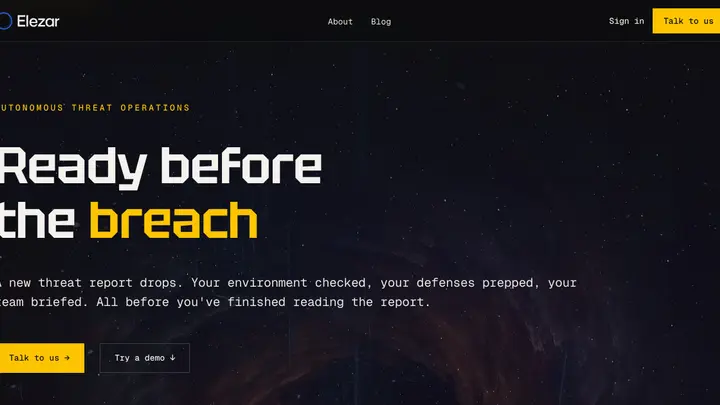 Elezar
About
Blog
Sign in
Talk to us
UTONOMOUS THREAT OPERATIONS
Ready before
the breach
A new threat report drops. Your environment checked, your defenses prepped, your
team briefed. All before you've finished reading the report.
Talk to us →
Try a demo ↓